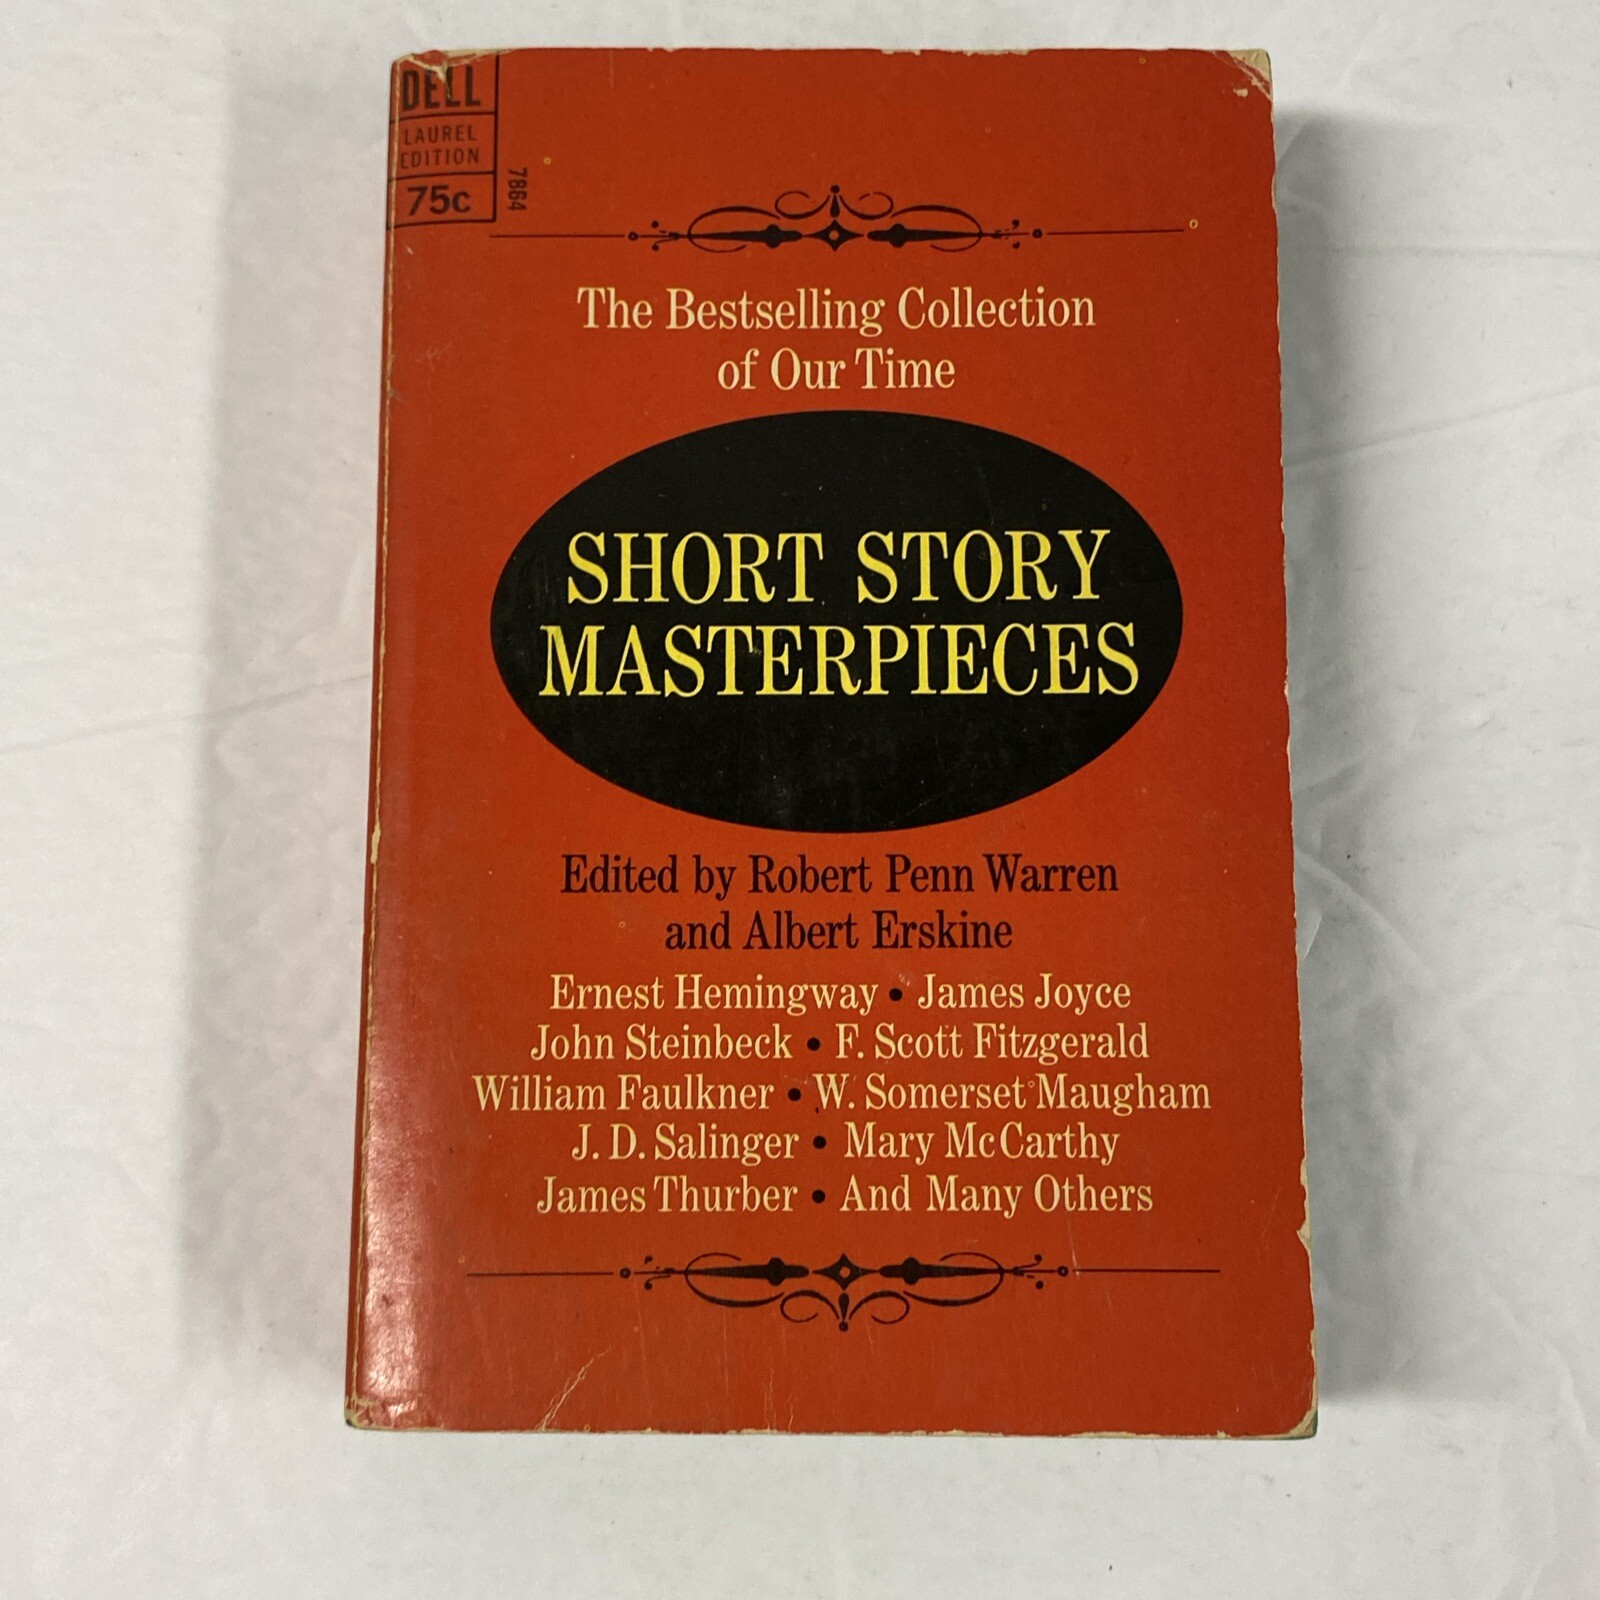 DELL
LAUREL
EDITION
75c
7864
The Bestselling Collection
of Our Time
SHORT STORY
MASTERPIECES
Edited by Robert Penn Warren
and Albert Erskine
Ernest Hemingway • James Joyce
John Steinbeck • F. Scott Fitzgerald
William Faulkner • W. Somerset Maugham
J. D. Salinger • Mary McCarthy
James Thurber • And Many Others